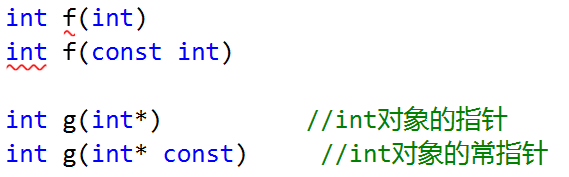 int f(int)
int f(const int)
int g(int*) //int对象的指针
int g(int* const) //int对象的常指针